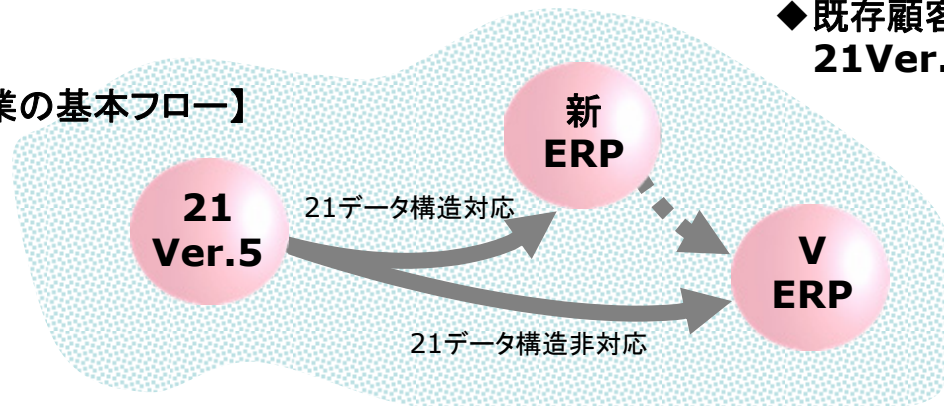 ◆既存顧客
21Ver.
業の基本フロー】
新
ERP
21
Ver.5
21データ構造対応
V
ERP
21データ構造非対応